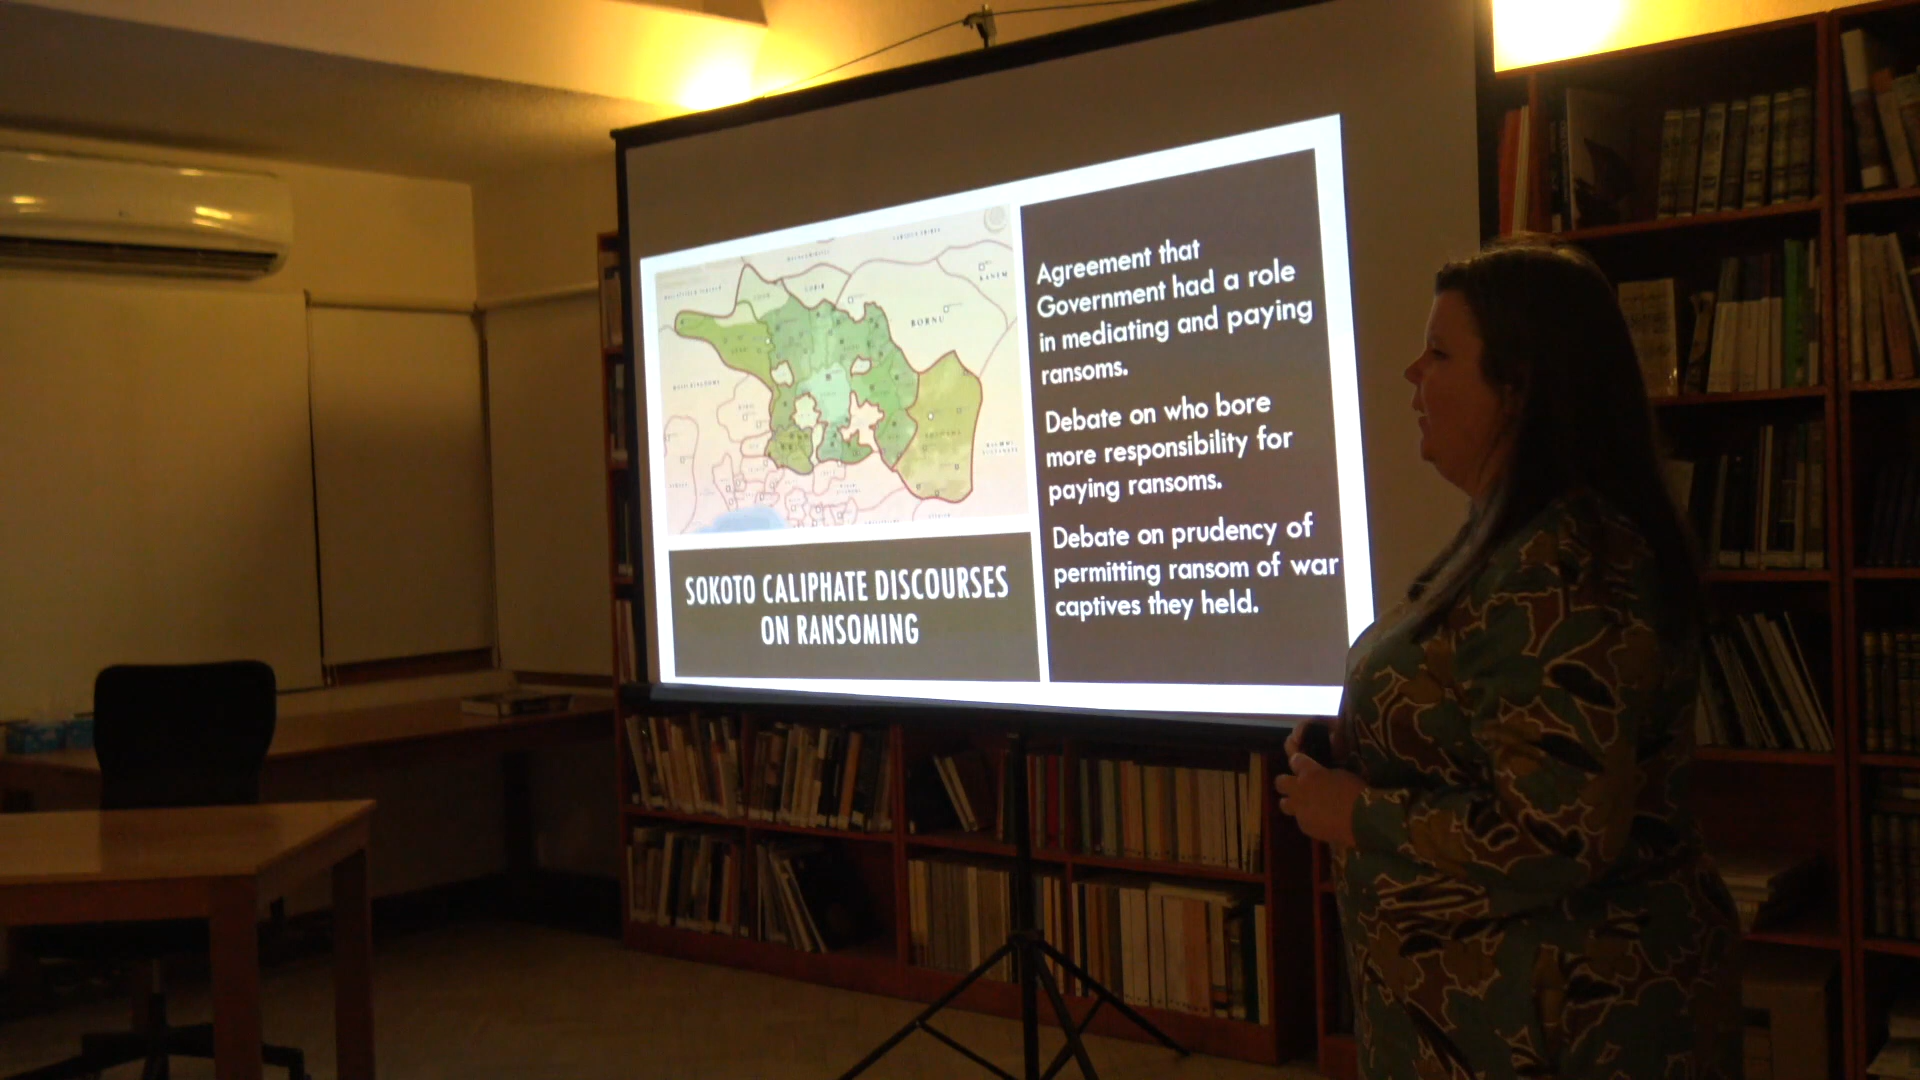 BORNU
KANEM
SOKOTO CALIPHATE DISCOURSES
ON RANSOMING
Agreement that
Government had a role
in mediating and paying
ransoms.
Debate on who bore
more responsibility for
paying ransoms.
Debate on prudency of
permitting ransom of war
captives they held.